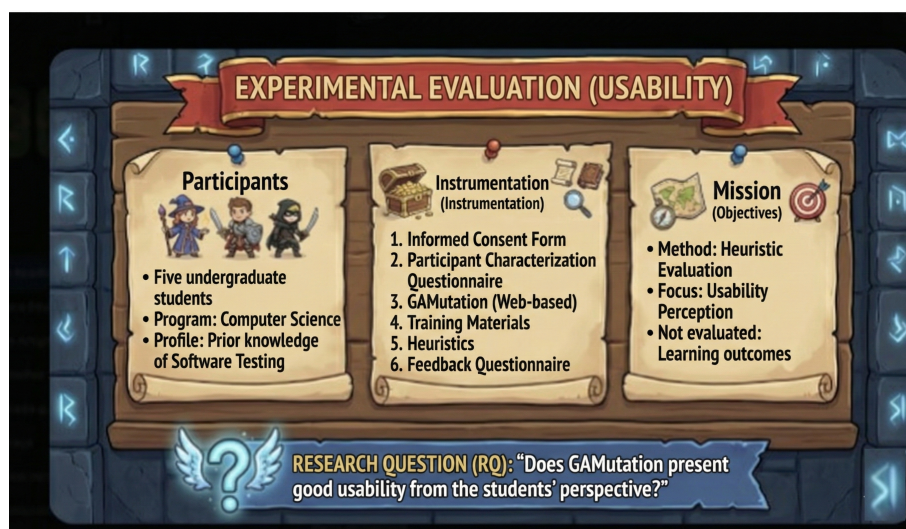 EXPERIMENTAL EVALUATION (USABILITY)
Participants
• Five undergraduate
students
• Program: Computer Science
• Profile: Prior knowledge
of Software Testing
Instrumentation
(Instrumentation)
1. Informed Consent Form
2. Participant Characterization
Questionnaire
3. GAMutation (Web-based)
4. Training Materials
5. Heuristics
6. Feedback Questionnaire
Mission
(Objectives)
• Method: Heuristic
Evaluation
• Focus: Usability
Perception
• Not evaluated:
Learning outcomes
RESEARCH QUESTION (RQ): “Does GAMutation present
good usability from the students’ perspective?”